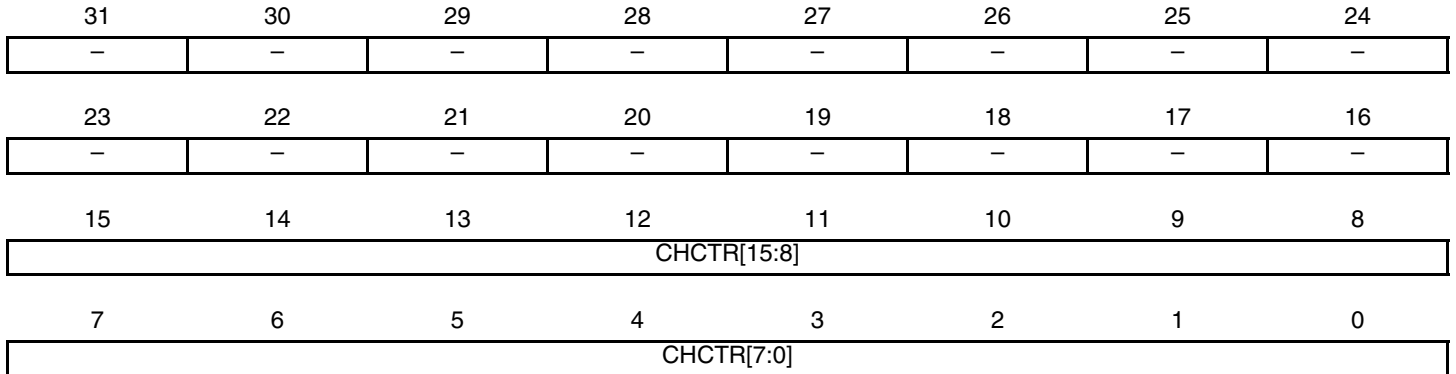 31 30 29 28 27 26 25 24
– – – – – – – –
23 22 21 20 19 18 17 16
– – – – – – – –
15 14 13 12 11 10 9 8
CHCTR[15:8]
7 6 5 4 3 2 1 0
CHCTR[7:0]